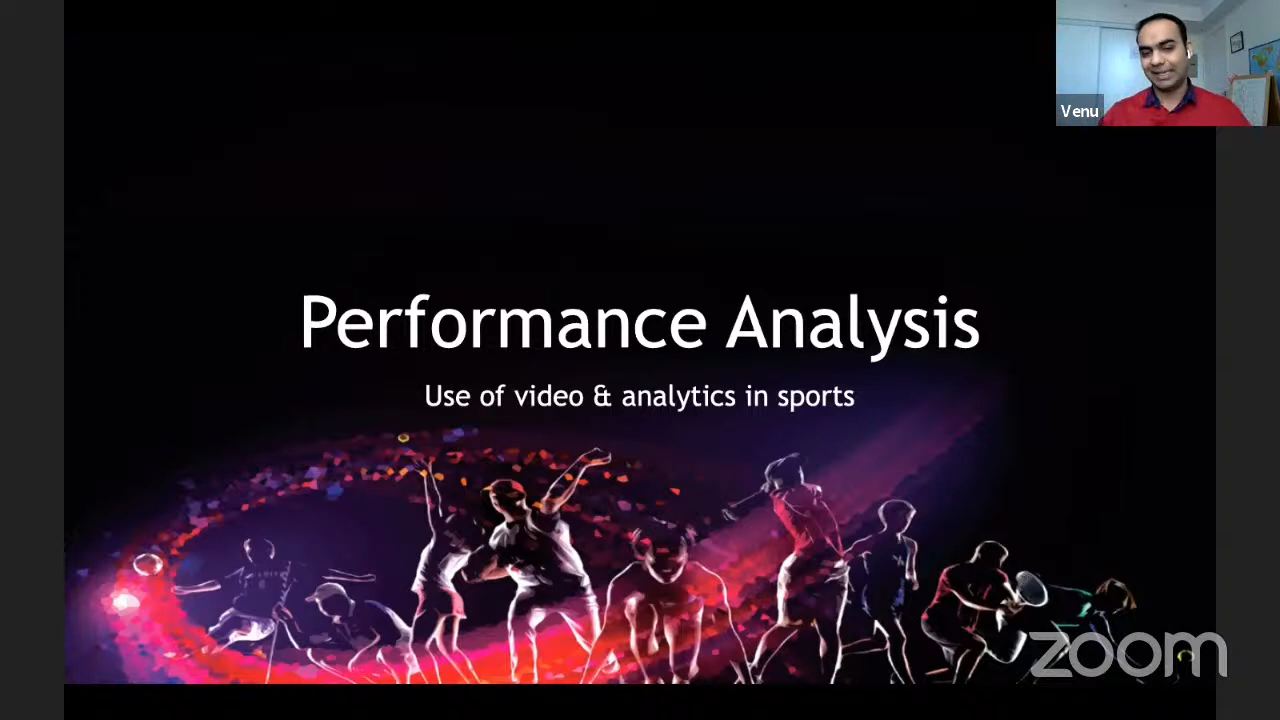 Venu
Performance Analysis
Use of video & analytics in sports
zoom